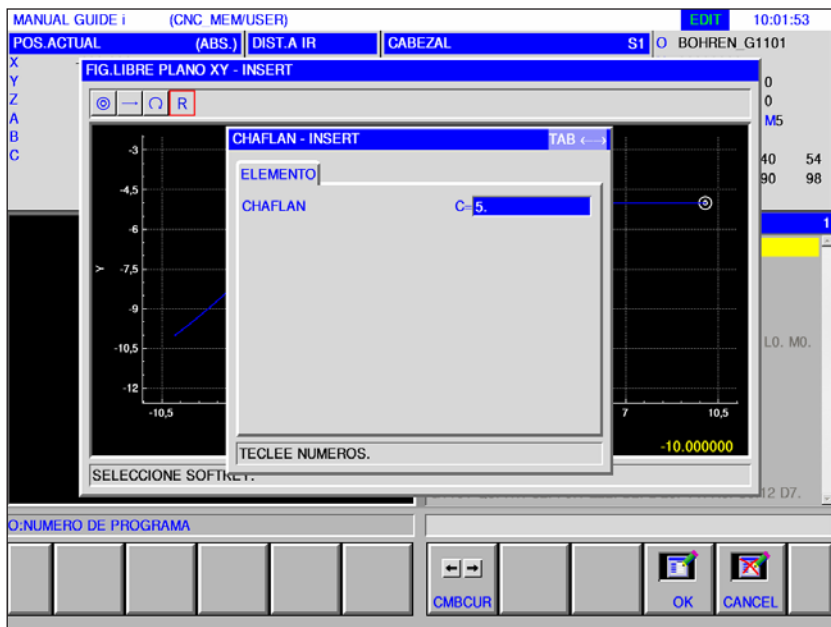 MANUAL GUIDE i (CNC_MEM/USER) EDIT 10:01:53
POS.ACTUAL (ABS.) DIST.A IR CABEZAL S1 O BOHREN_G1101
X
Y
Z
A
B
C
0
0
M5
40 54
90 98
1
FIG.LIBRE PLANO XY - INSERT
R
-3
-4,5
-6
Y
-7,5
-9
-10,5
-12
-10,5
7
10,5
-10.000000
CHAFLAN - INSERT TAB
ELEMENTO
CHAFLAN C= 5.
TECLEE NUMEROS.
L0. M0.
12 D7.
SELECCIONE SOFTKEY.
O:NUMERO DE PROGRAMA
CMBCUR OK CANCEL